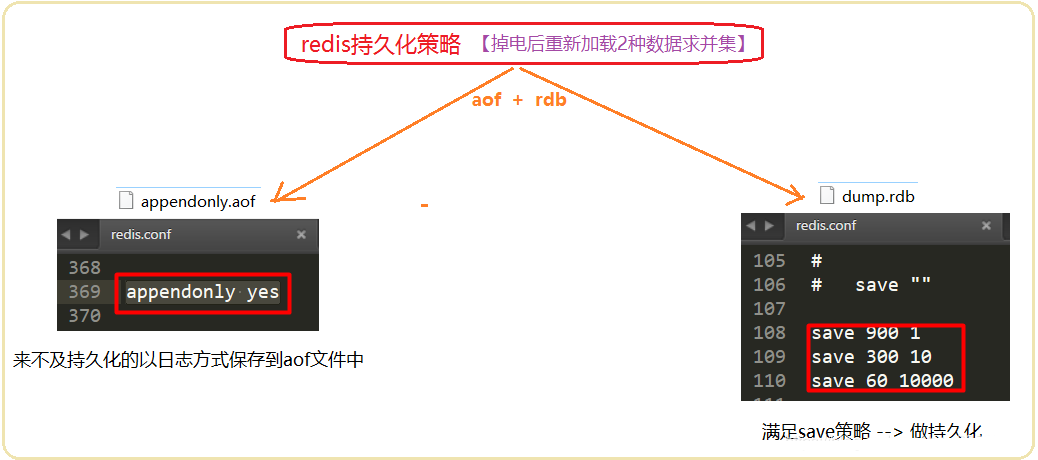 redis持久化策略 【掉电后重新加载2种数据求并集】
aof + rdb
appendonly.aof
redis.conf ×
368
369 appendonly yes
370
来不及持久化的以日志方式保存到aof文件中
dump.rdb
redis.conf ×
105 #
106 # save ""
107
108 save 900 1
109 save 300 10
110 save 60 10000
满足save策略 --> 做持久化